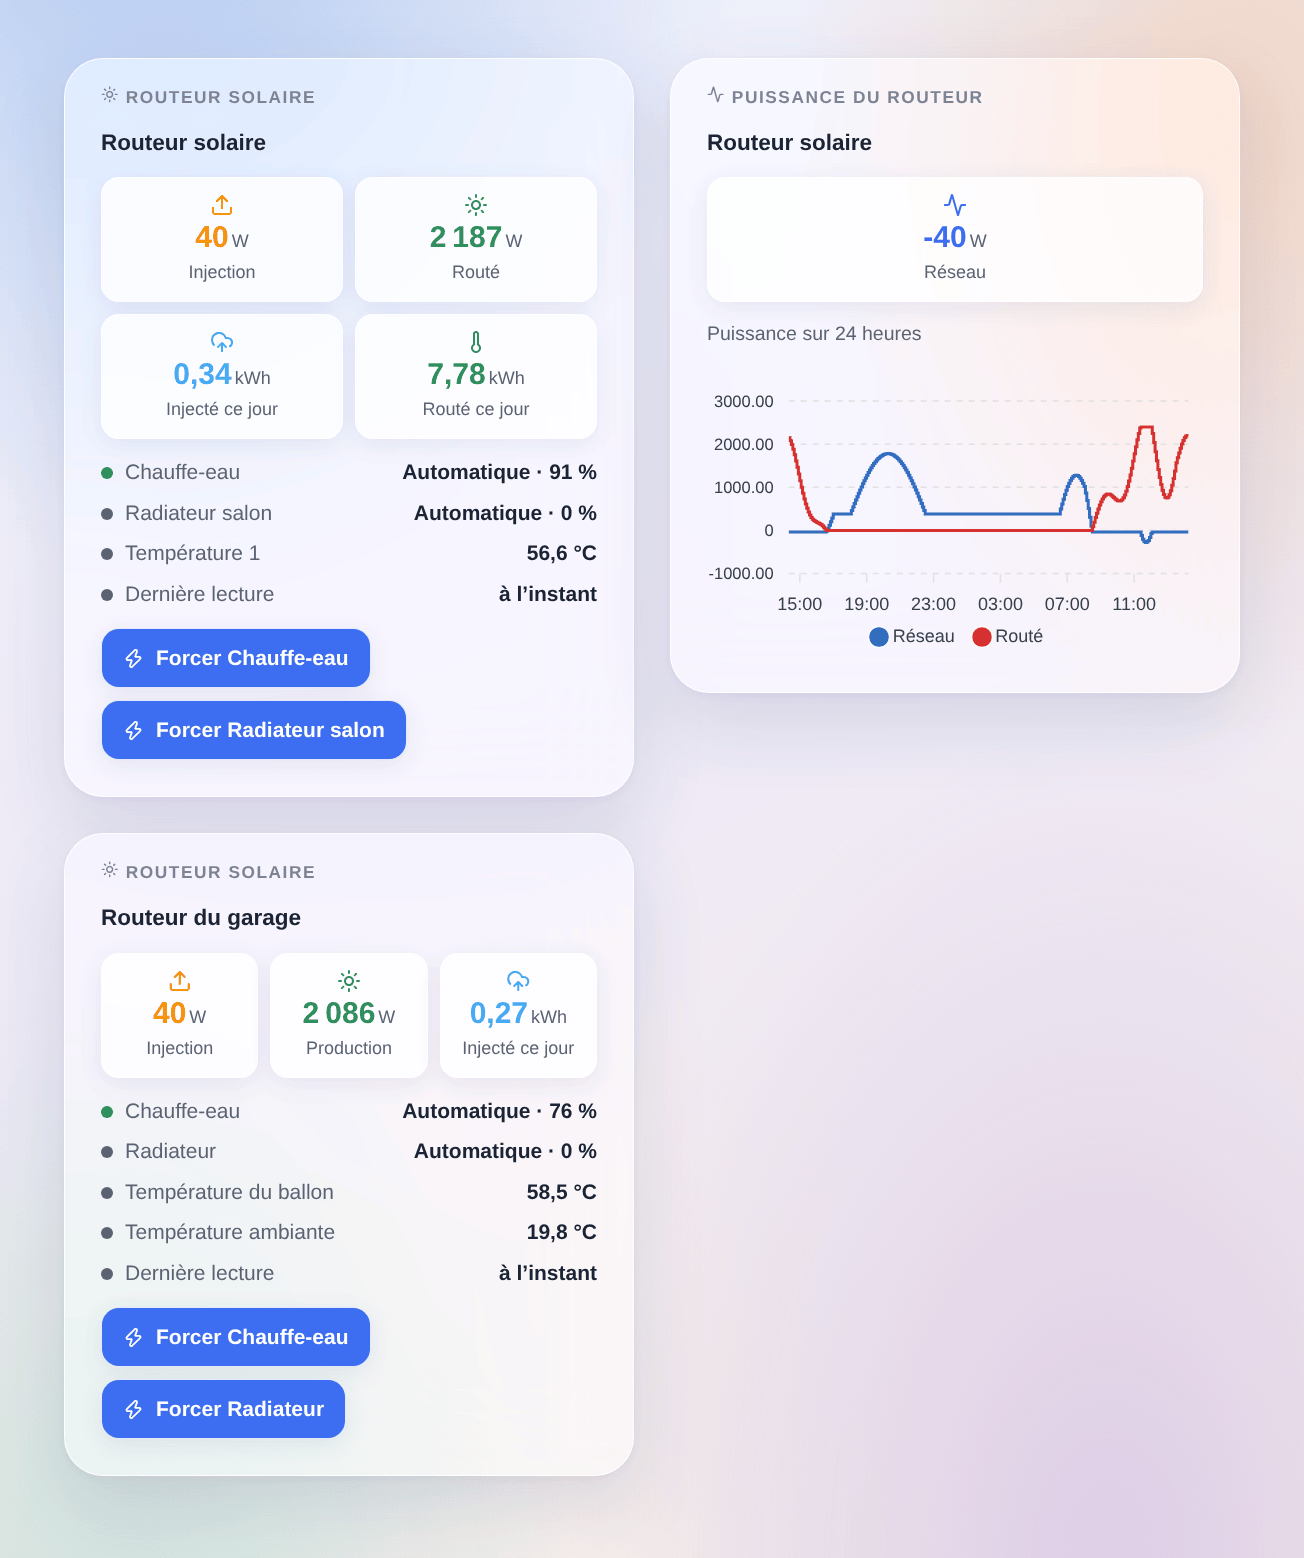 ROUTEUR SOLAIRE
Routeur solaire
40 W
Injection
2 187 W
Routé
0,34 kWh
Injecté ce jour
7,78 kWh
Routé ce jour
Chauffe-eau Automatique · 91 %
Radiateur salon Automatique · 0 %
Température 1 56,6 °C
Dernière lecture à l’instant
Forcer Chauffe-eau
Forcer Radiateur salon
PUISSANCE DU ROUTEUR
Routeur solaire
-40 W
Réseau
Puissance sur 24 heures
3000.00
2000.00
1000.00
0
-1000.00
15:00 19:00 23:00 03:00 07:00 11:00
Réseau Routé
ROUTEUR SOLAIRE
Routeur du garage
40 W
Injection
2 086 W
Production
0,27 kWh
Injecté ce jour
Chauffe-eau Automatique · 76 %
Radiateur Automatique · 0 %
Température du ballon 58,5 °C
Température ambiante 19,8 °C
Dernière lecture à l’instant
Forcer Chauffe-eau
Forcer Radiateur